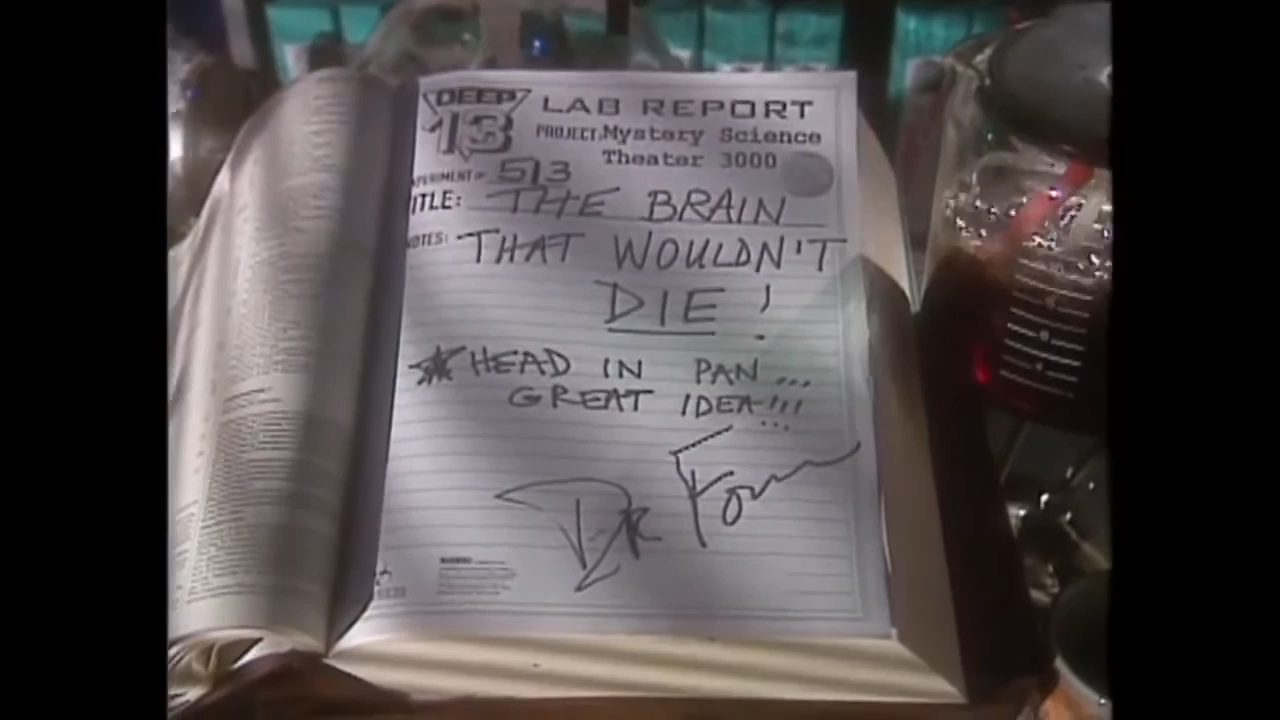 DEEP 13
LAB REPORT
PROJECT: Mystery Science
Theater 3000
513
TITLE: THE BRAIN
NOTES: THAT WOULDN'T
DIE!
HEAD IN PAN...
GREAT IDEA!!!
DR